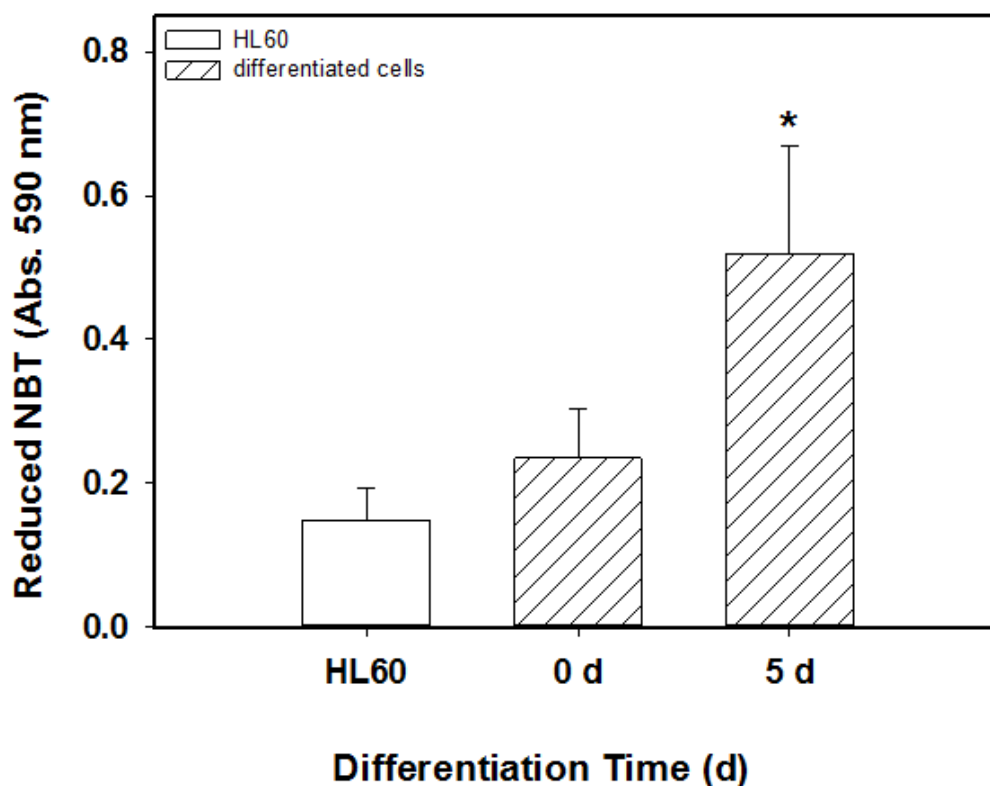 HL60
differentiated cells
*
0.8
0.6
0.4
0.2
0.0
Reduced NBT (Abs. 590 nm)
HL60 0 d 5 d
Differentiation Time (d)